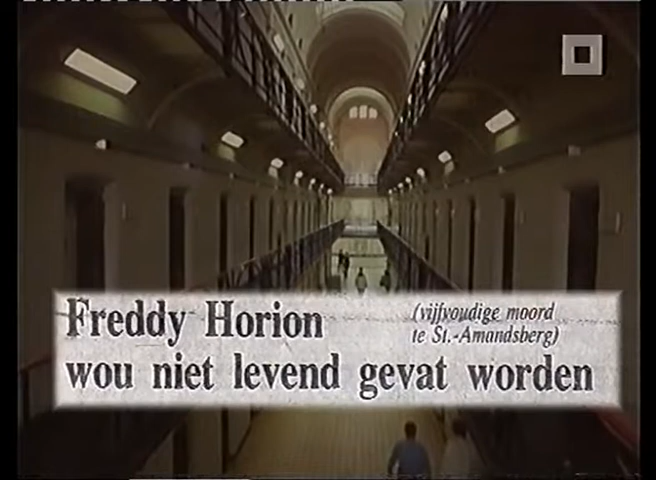 Freddy Horion
(vijfvoudige moord
te St.-Amandsberg)
wou niet levend gevat worden